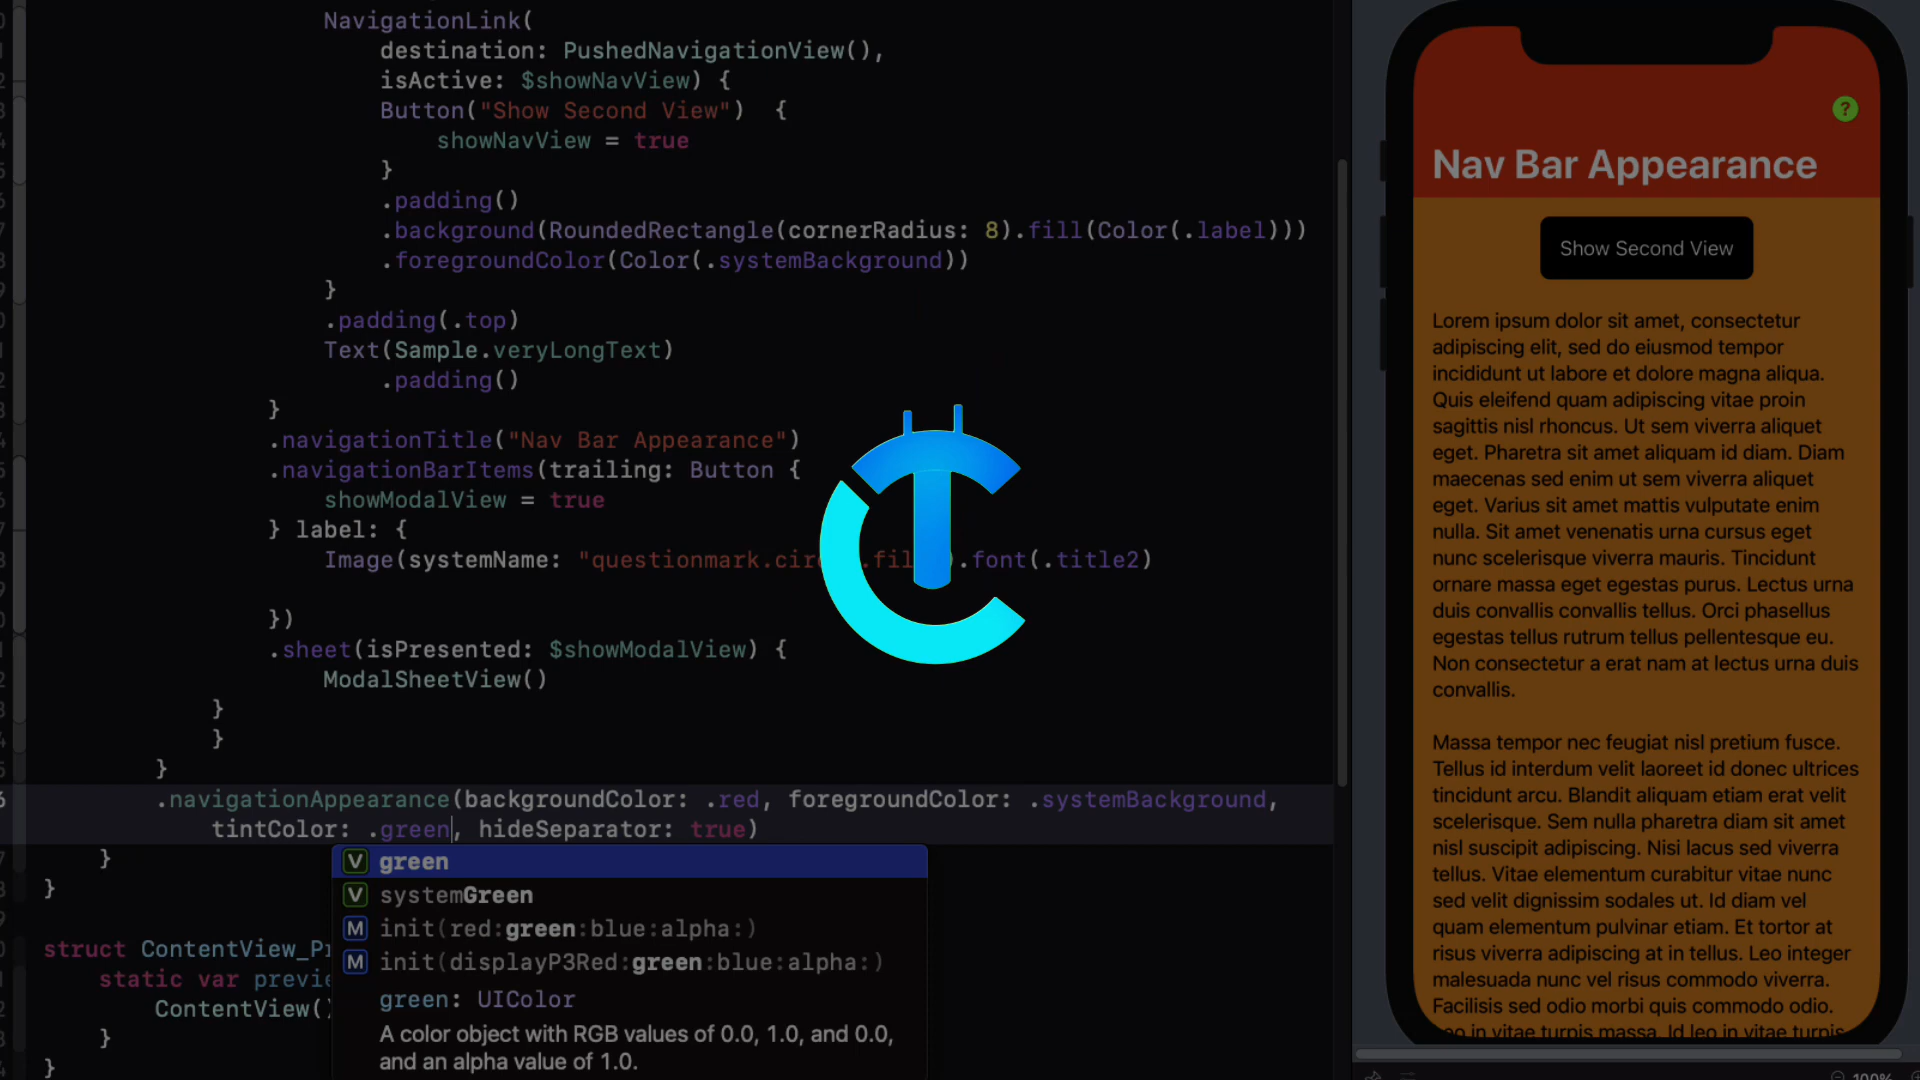 NavigationLink(
destination: PushedNavigationView(),
isActive: $showNavView) {
Button("Show Second View")  {
showNavView = true
}
.padding()
.background(RoundedRectangle(cornerRadius: 8).fill(Color(.label)))
.foregroundColor(Color(.systemBackground))
}
.padding(.top)
Text(Sample.veryLongText)
.padding()
}
.navigationTitle("Nav Bar Appearance")
.navigationBarItems(trailing: Button {
showModalView = true
} label: {
Image(systemName: "questionmark.cir .fil ).font(.title2)
})
.sheet(isPresented: $showModalView) {
ModalSheetView()
}
}
}
.navigationAppearance(backgroundColor: .red, foregroundColor: .systemBackground,
tintColor: .green, hideSeparator: true)
}
}
V green
V systemGreen
M init(red:green:blue:alpha:)
M init(displayP3Red:green:blue:alpha:)
green: UIColor
A color object with RGB values of 0.0, 1.0, and 0.0,
and an alpha value of 1.0.
struct ContentView_P
static var previe
ContentView()
}
}
?
Nav Bar Appearance
Show Second View
Lorem ipsum dolor sit amet, consectetur
adipiscing elit, sed do eiusmod tempor
incididunt ut labore et dolore magna aliqua.
Quis eleifend quam adipiscing vitae proin
sagittis nisl rhoncus. Ut sem viverra aliquet
eget. Pharetra sit amet aliquam id diam. Diam
maecenas sed enim ut sem viverra aliquet
eget. Varius sit amet mattis vulputate enim
nulla. Sit amet venenatis urna cursus eget
nunc scelerisque viverra mauris. Tincidunt
ornare massa eget egestas purus. Lectus urna
duis convallis convallis tellus. Orci phasellus
egestas tellus rutrum tellus pellentesque eu.
Non consectetur a erat nam at lectus urna duis
convallis.
Massa tempor nec feugiat nisl pretium fusce.
Tellus id interdum velit laoreet id donec ultrices
tincidunt arcu. Blandit aliquam etiam erat velit
scelerisque. Sem nulla pharetra diam sit amet
nisl suscipit adipiscing. Nisi lacus sed viverra
tellus. Vitae elementum curabitur vitae nunc
sed velit dignissim sodales ut. Id diam vel
quam elementum pulvinar etiam. Et tortor at
risus viverra adipiscing at in tellus. Leo integer
malesuada nunc vel risus commodo viverra.
Facilisis sed odio morbi quis commodo odio.
Leo in vitae turpis massa. Id leo in vitae turpis
100%